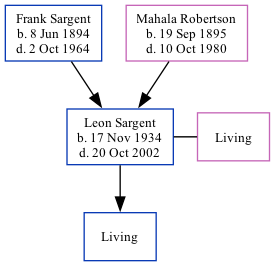 Frank Sargent
b. 8 Jun 1894
d. 2 Oct 1964
Mahala Robertson
b. 19 Sep 1895
d. 10 Oct 1980
Leon Sargent
b. 17 Nov 1934
d. 20 Oct 2002
Living
Living